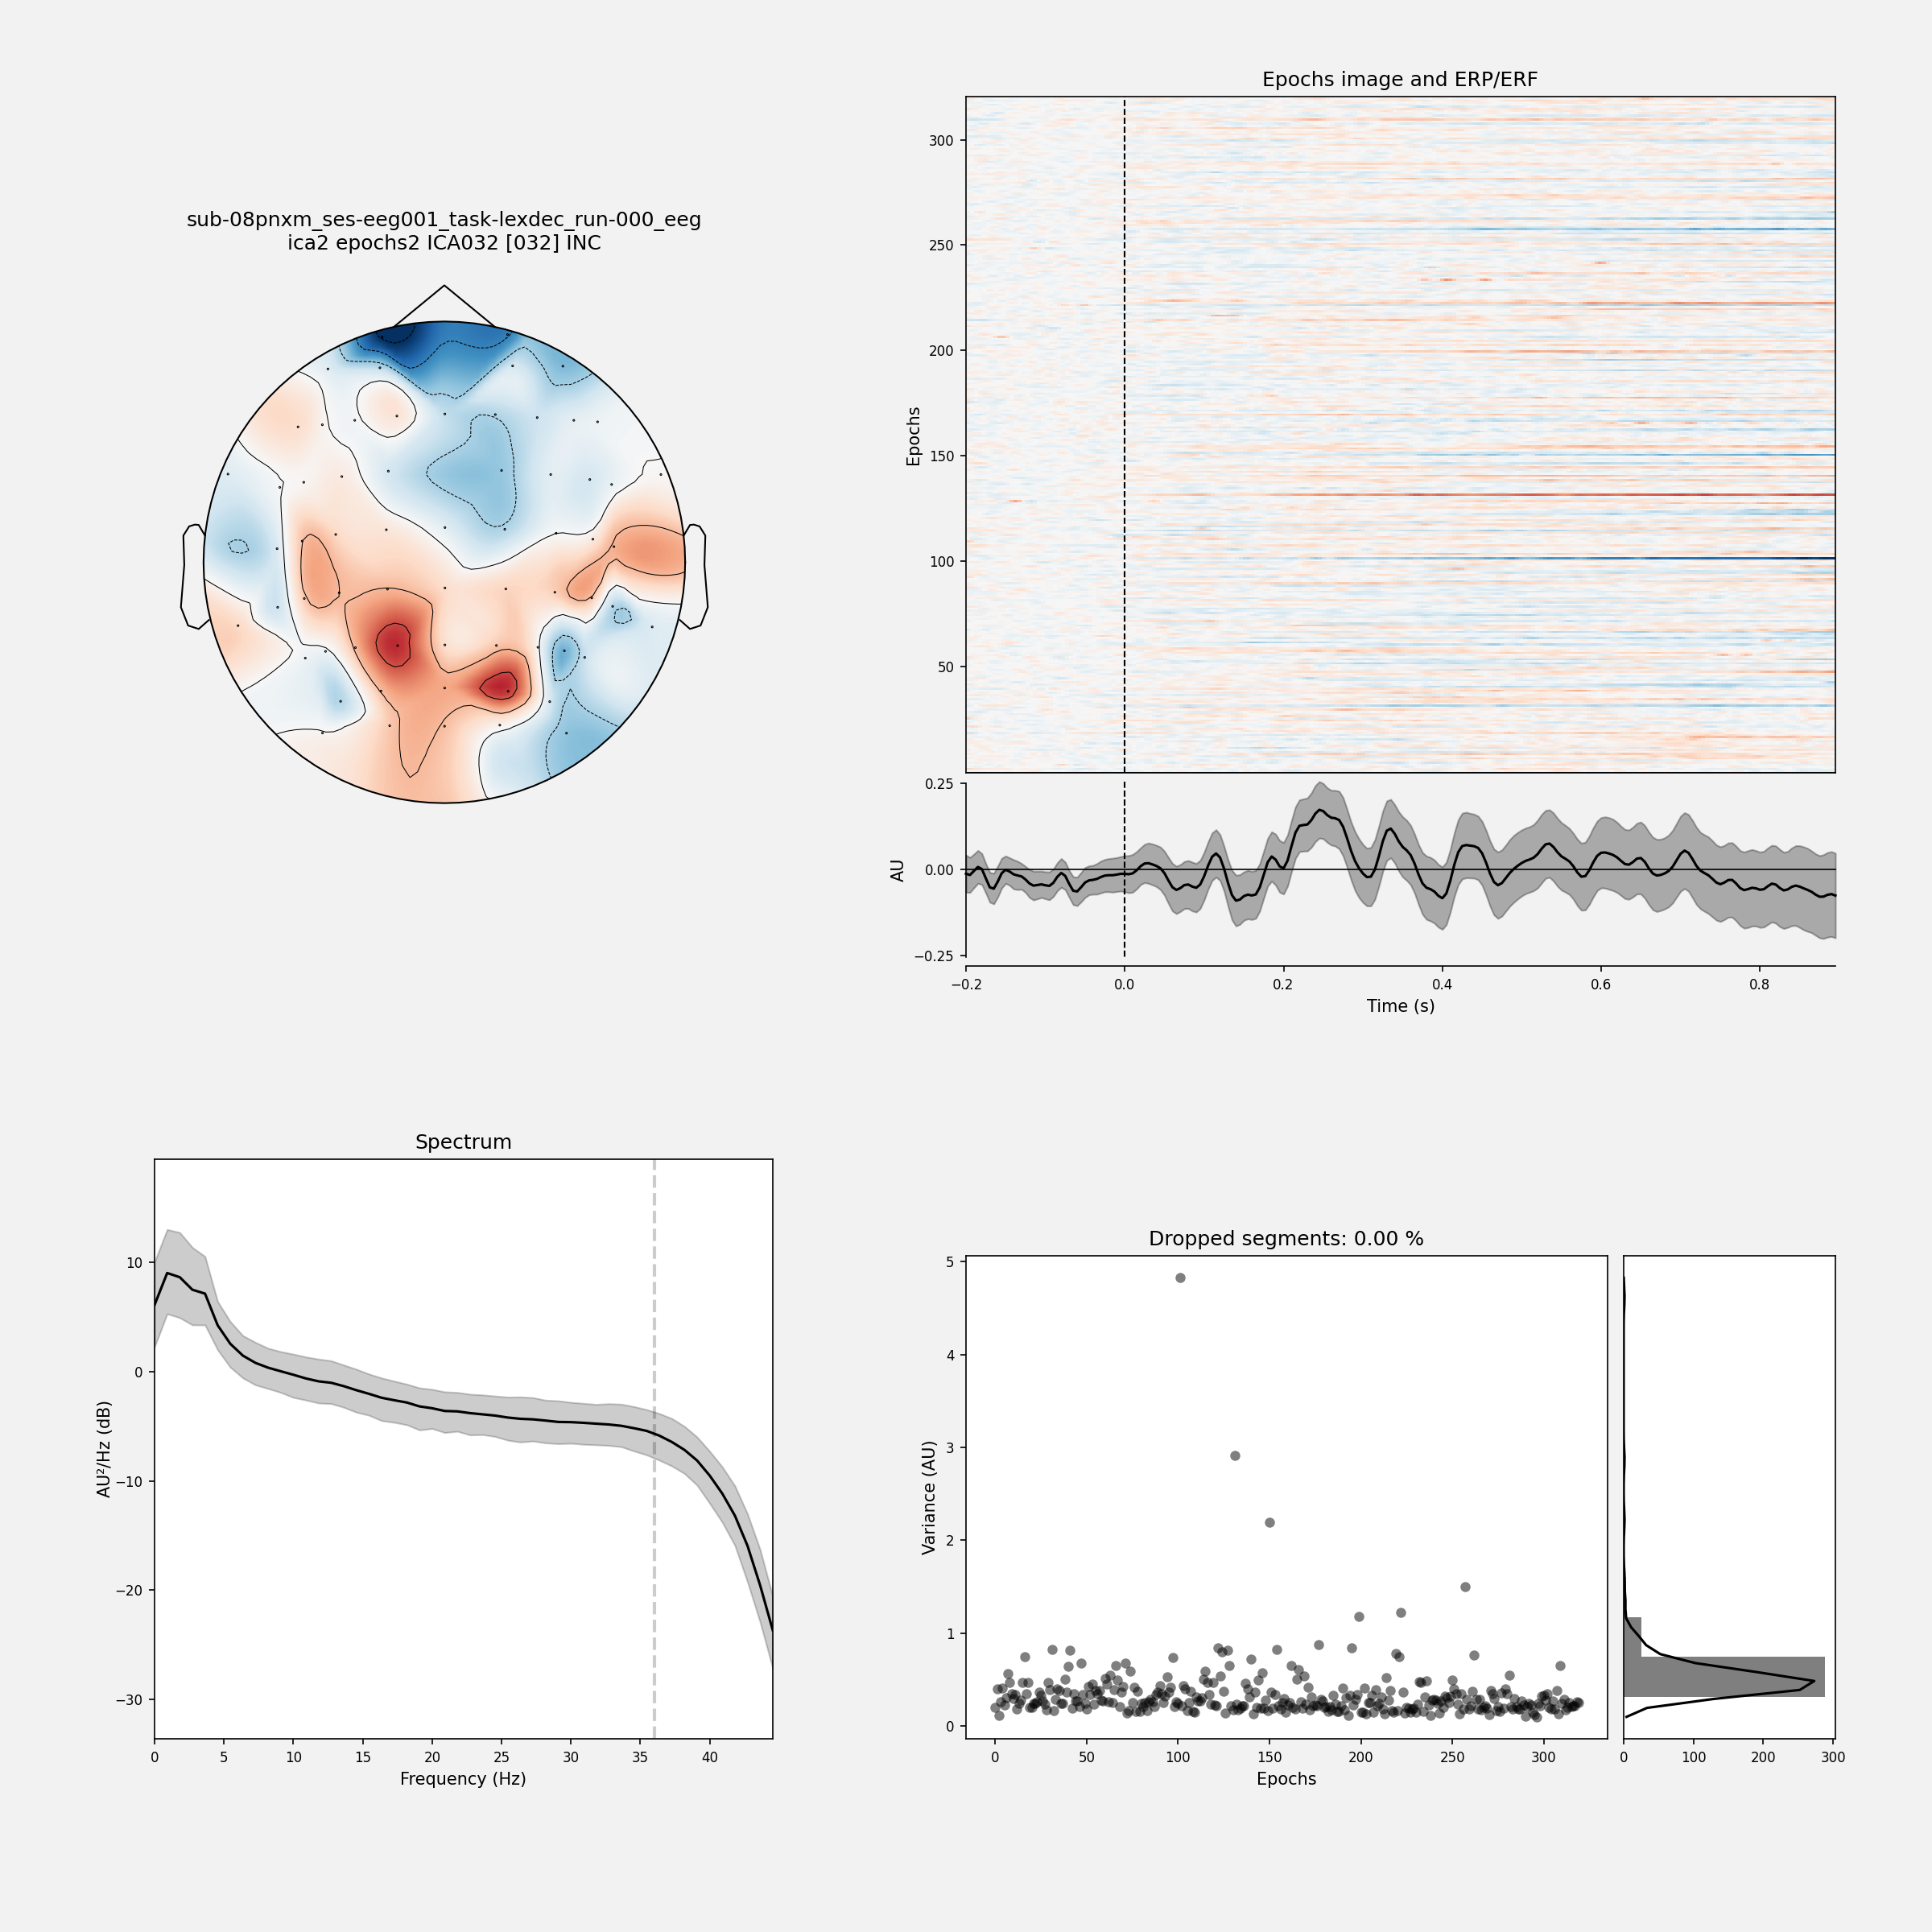 sub-08pnxm_ses-eeg001_task-lexdec_run-000_eeg
ica2 epochs2 ICA032 [032] INC
Epochs image and ERP/ERF
300
250
200
150
100
50
Epochs
0.25
0.00
−0.25
AU
−0.2 0.0 0.2 0.4 0.6 0.8
Time (s)
Spectrum
10
0
−10
−20
−30
AU²/Hz (dB)
0 5 10 15 20 25 30 35 40
Frequency (Hz)
Dropped segments: 0.00 %
5
4
3
2
1
0
Variance (AU)
0 50 100 150 200 250 300
Epochs
0 100 200 300